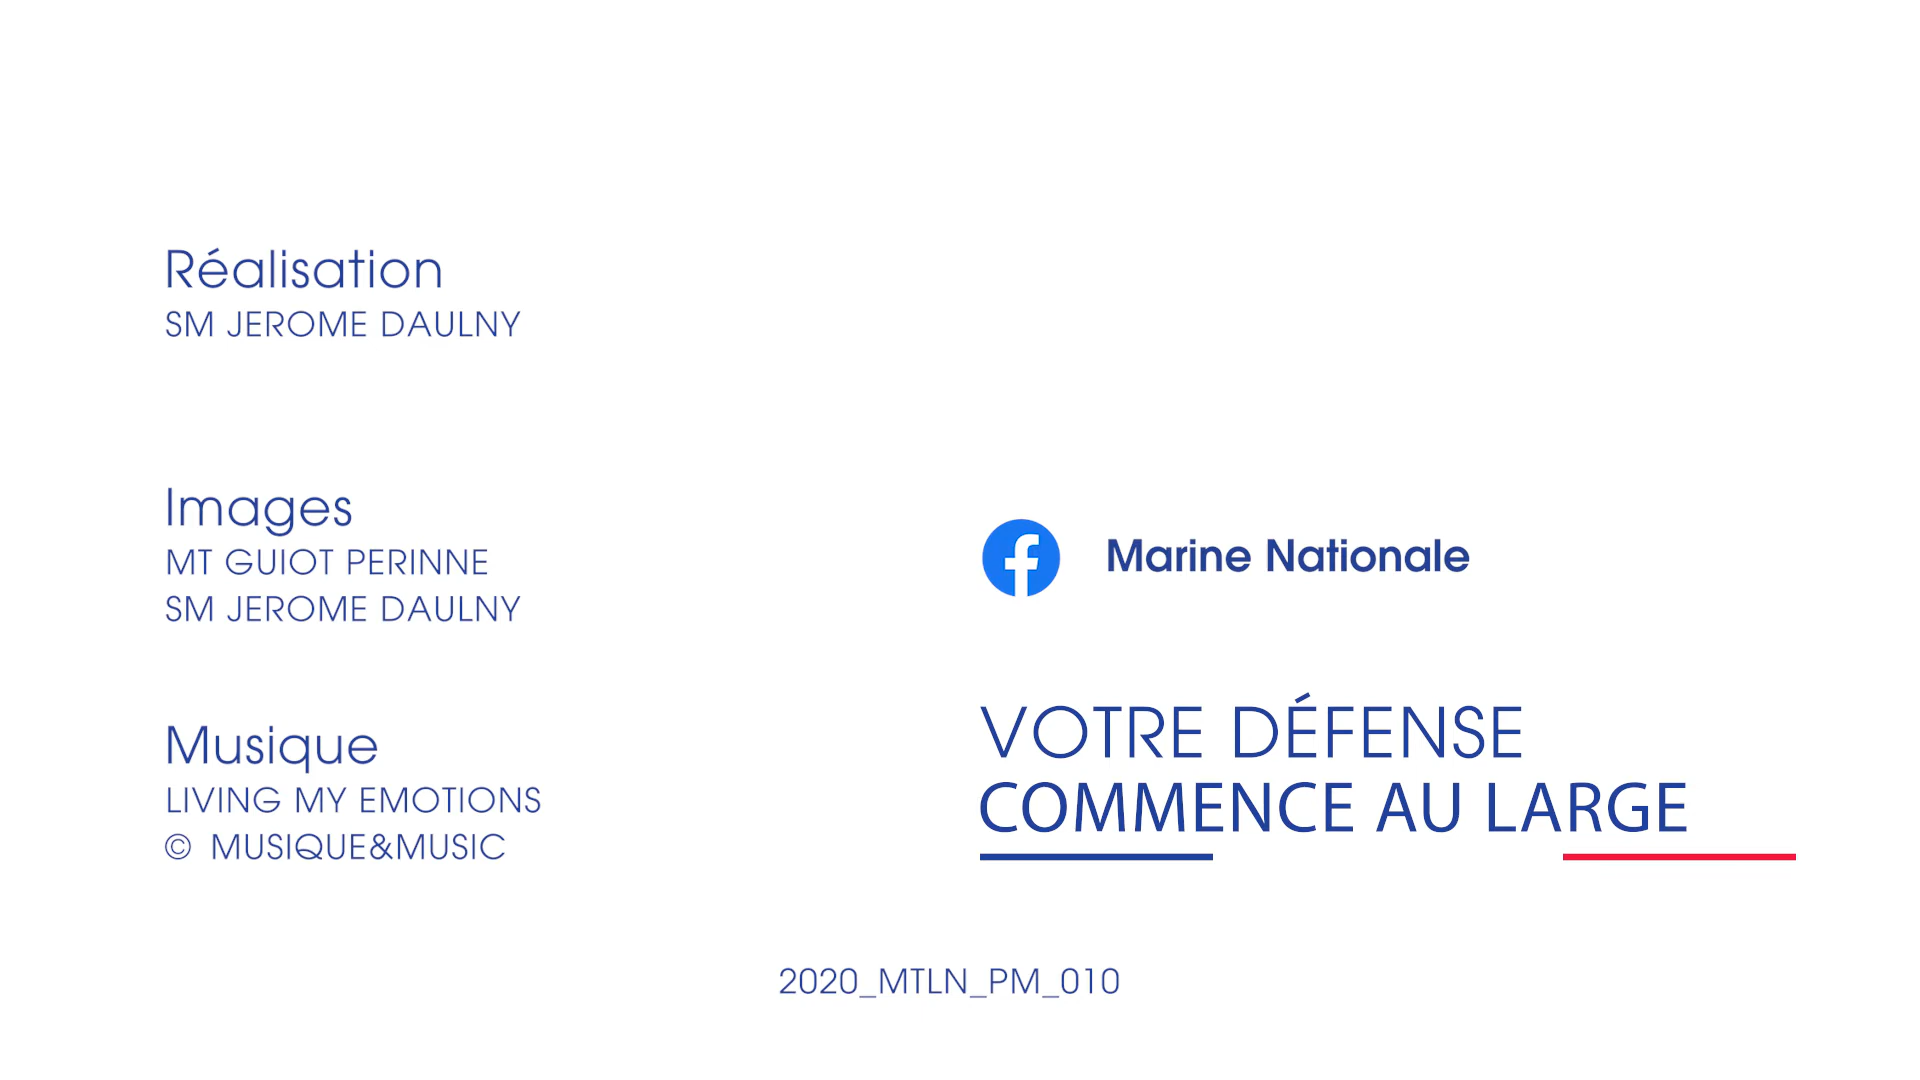 Réalisation
SM JEROME DAULNY
Images
MT GUIOT PERINNE
SM JEROME DAULNY
Musique
LIVING MY EMOTIONS
© MUSIQUE&MUSIC
Marine Nationale
VOTRE DÉFENSE
COMMENCE AU LARGE
2020_MTLN_PM_010